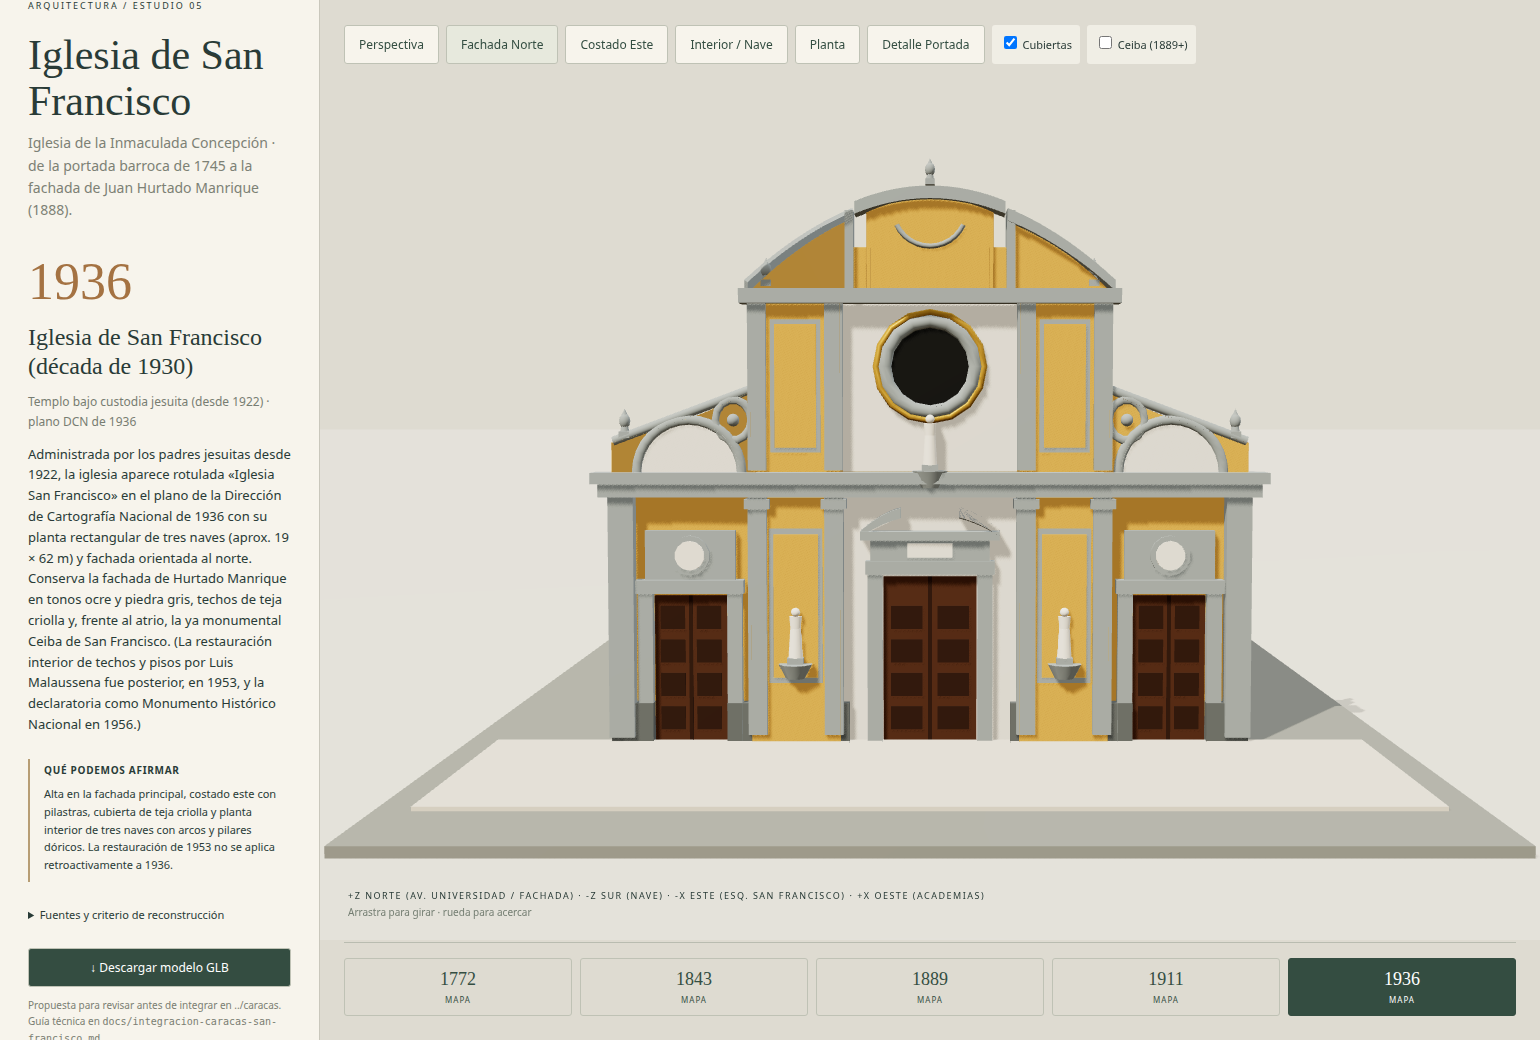 ARQUITECTURA / ESTUDIO 05
Iglesia de San
Francisco
Iglesia de la Inmaculada Concepción ·
de la portada barroca de 1745 a la
fachada de Juan Hurtado Manrique
(1888).
1936
Iglesia de San Francisco
(década de 1930)
Templo bajo custodia jesuita (desde 1922) ·
plano DCN de 1936
Administrada por los padres jesuitas desde
1922, la iglesia aparece rotulada «Iglesia
San Francisco» en el plano de la Dirección
de Cartografía Nacional de 1936 con su
planta rectangular de tres naves (aprox. 19
× 62 m) y fachada orientada al norte.
Conserva la fachada de Hurtado Manrique
en tonos ocre y piedra gris, techos de teja
criolla y, frente al atrio, la ya monumental
Ceiba de San Francisco. (La restauración
interior de techos y pisos por Luis
Malaussena fue posterior, en 1953, y la
declaratoria como Monumento Histórico
Nacional en 1956.)
QUÉ PODEMOS AFIRMAR
Alta en la fachada principal, costado este con
pilastras, cubierta de teja criolla y planta
interior de tres naves con arcos y pilares
dóricos. La restauración de 1953 no se aplica
retroactivamente a 1936.
Fuentes y criterio de reconstrucción
↓ Descargar modelo GLB
Propuesta para revisar antes de integrar en ../caracas.
Guía técnica en docs/integracion-caracas-san-
francisco.md
Perspectiva
Fachada Norte
Costado Este
Interior / Nave
Planta
Detalle Portada
Cubiertas
Ceiba (1889+)
+Z NORTE (AV. UNIVERSIDAD / FACHADA) · -Z SUR (NAVE) · -X ESTE (ESQ. SAN FRANCISCO) · +X OESTE (ACADEMIAS)
Arrastra para girar · rueda para acercar
1772
MAPA
1843
MAPA
1889
MAPA
1911
MAPA
1936
MAPA